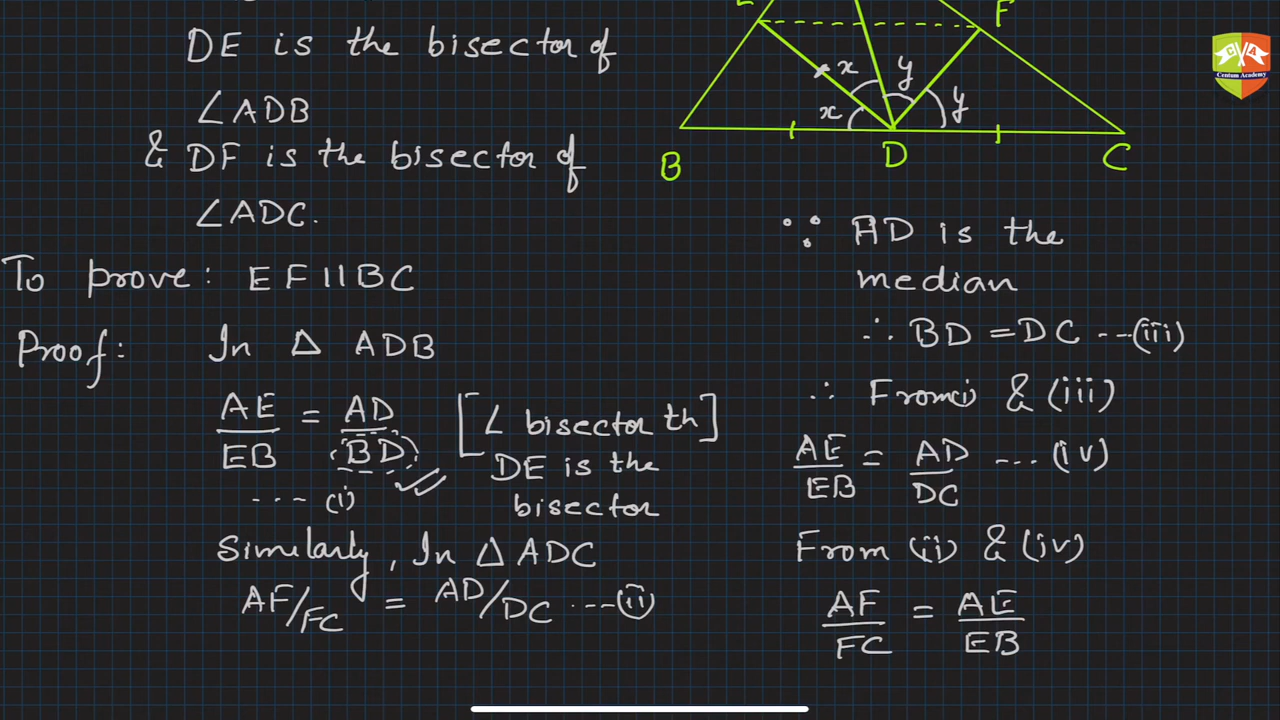 DE is the bisector of
∠ADB
& DF is the bisector of
∠ADC.
To prove: EF||BC
Proof: In △ ADB
AE/EB = AD/BD [∠ bisector th]
DE is the
bisector
---- (i)
Similarly, In △ ADC
AF/FC = AD/DC ---(ii)
F
x
y
x
y
B
D
C
C A
Centum Academy
∵ AD is the
median
∴ BD = DC ---(iii)
∴ From (i) & (iii)
AE/EB = AD/DC ---- (iv)
From (ii) & (iv)
AF/FC = AE/EB